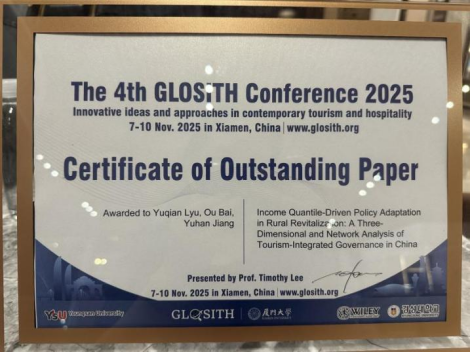 The 4th GLOSITH Conference 2025
Innovative ideas and approaches in contemporary tourism and hospitality
7-10 Nov. 2025 in Xiamen, China | www.glosith.org
Certificate of Outstanding Paper
Awarded to Yuqian Lyu, Ou Bai,
Yuhan Jiang
Income Quantile-Driven Policy Adaptation
in Rural Revitalization: A Three-
Dimensional and Network Analysis of
Tourism-Integrated Governance in China
Presented by Prof. Timothy Lee
7-10 Nov. 2025 in Xiamen, China | www.glosith.org
YSU Youngsan University
GLOSITH
厦门大学
WILEY